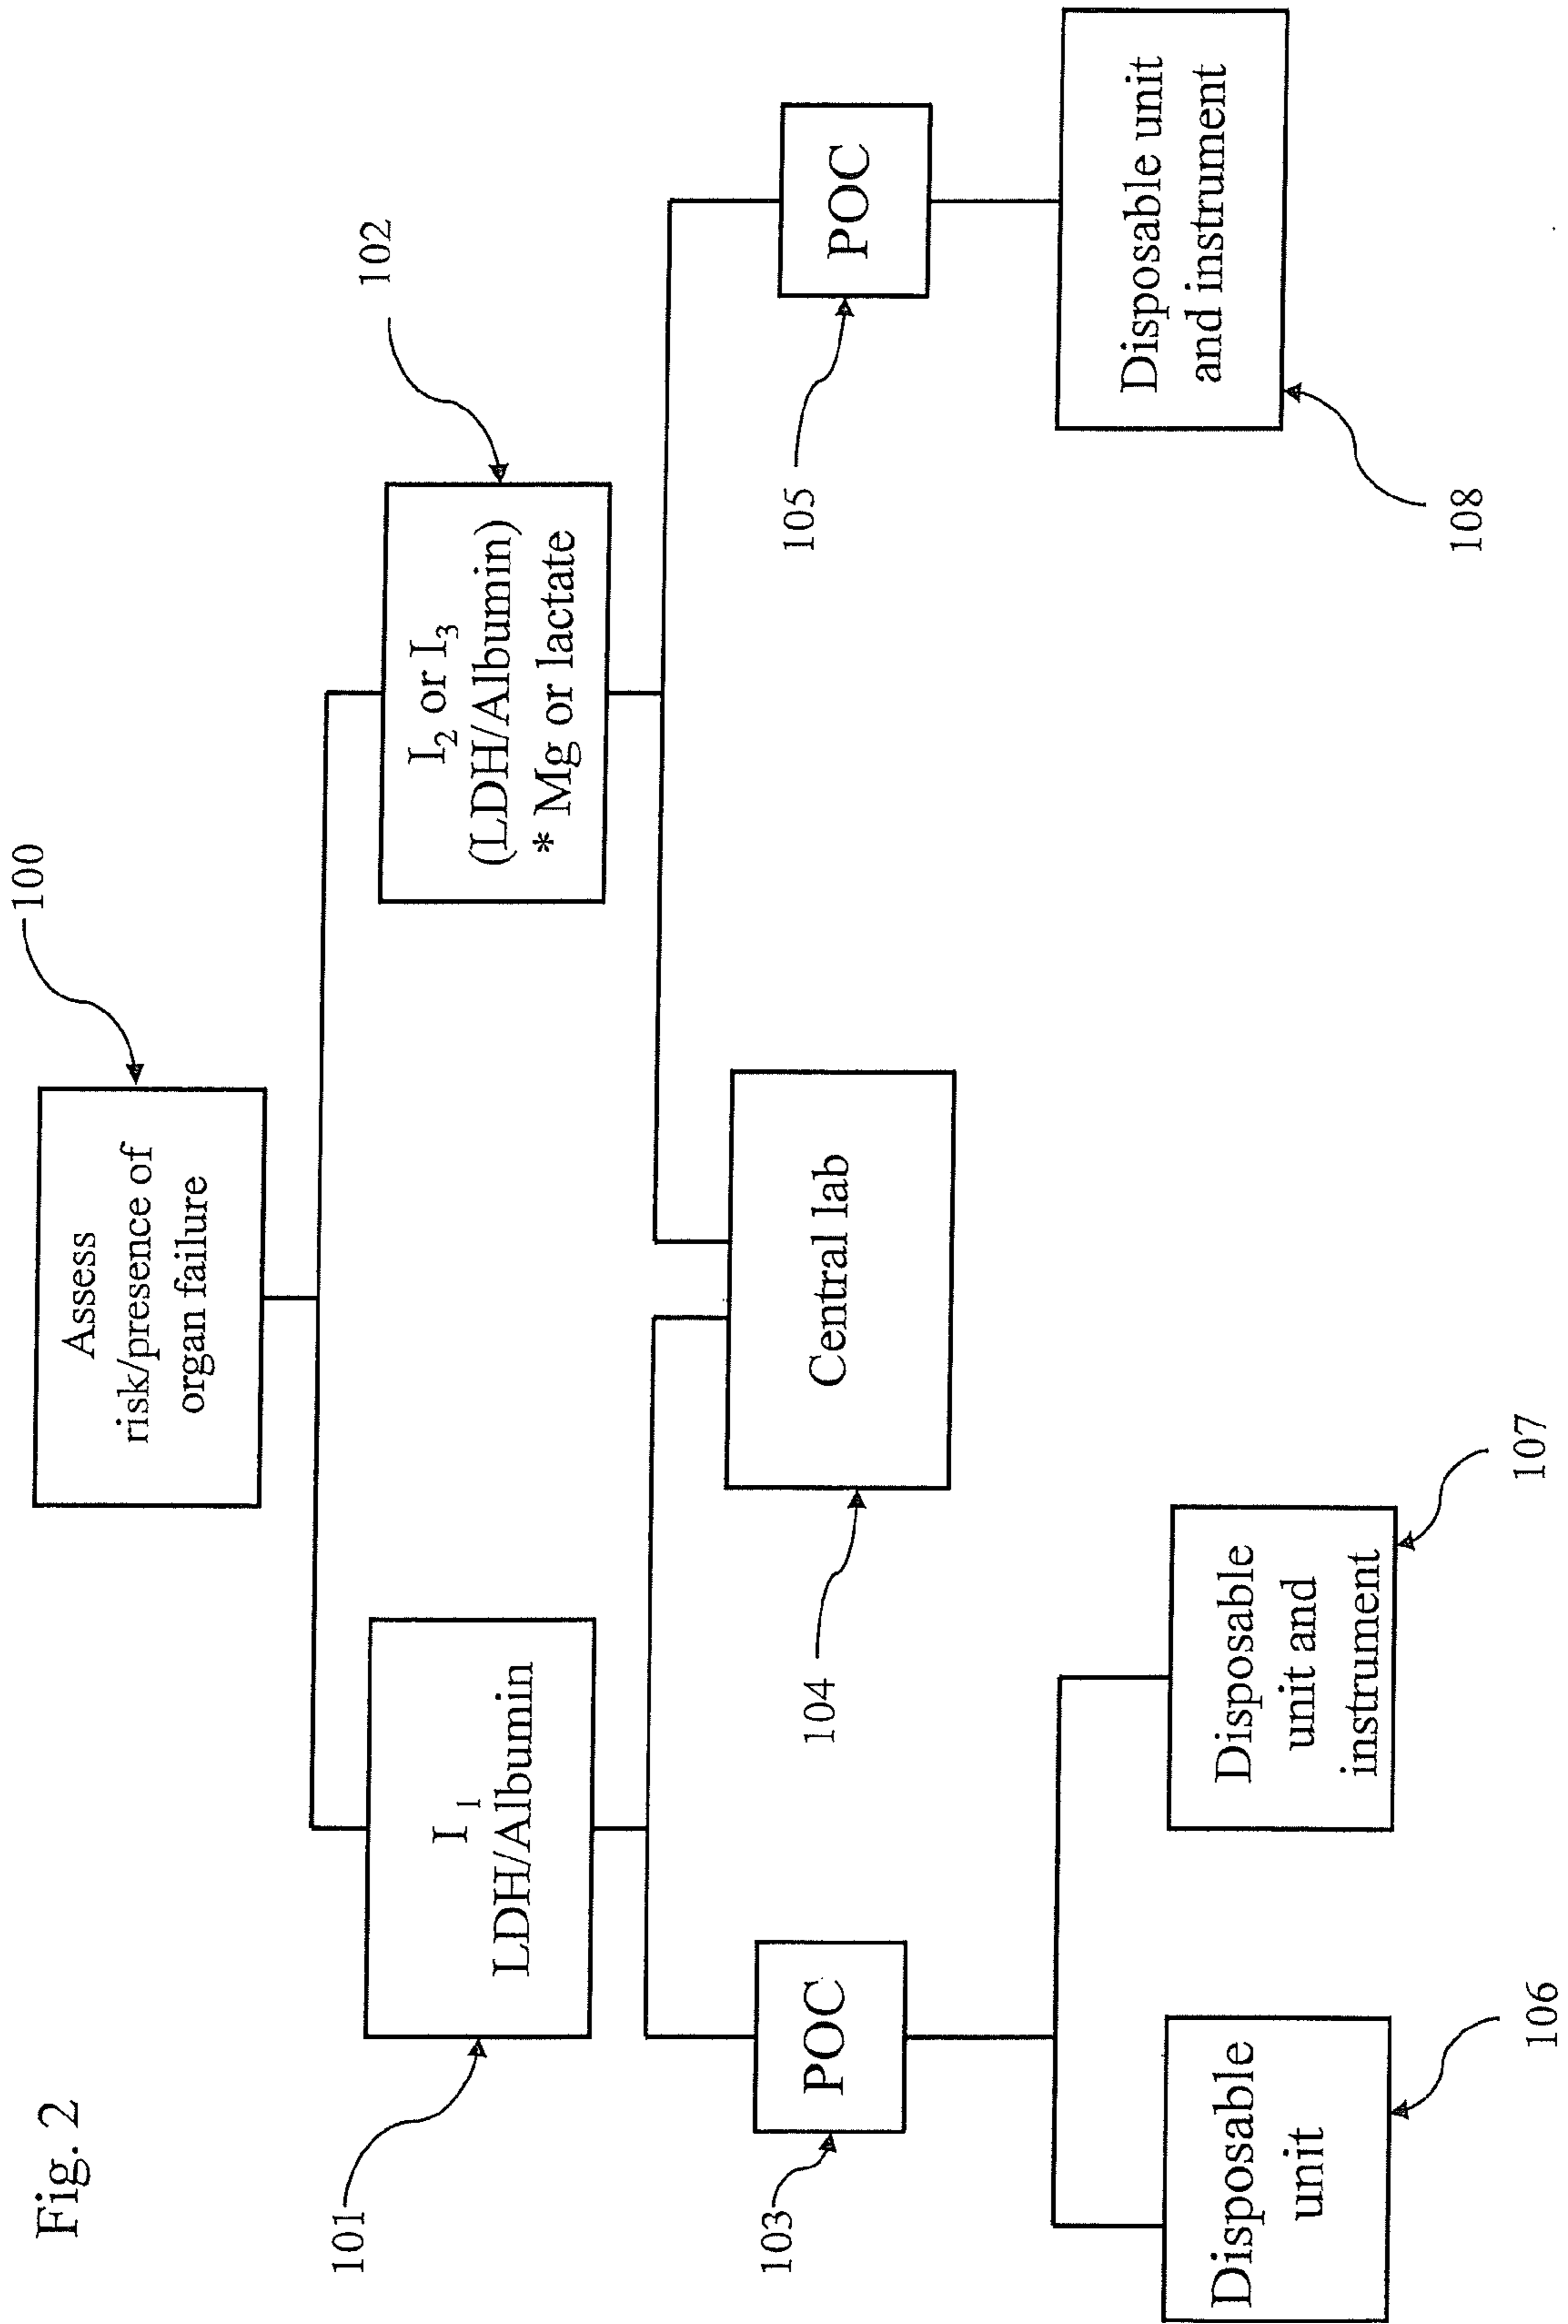 Fig. 2
100
Assess
risk/presence of
organ failure
101
I1
LDH/Albumin
102
I2 or I3
(LDH/Albumin)
* Mg or lactate
103
POC
104
Central lab
105
POC
106
Disposable
unit
107
Disposable
unit and
instrument
108
Disposable unit
and instrument